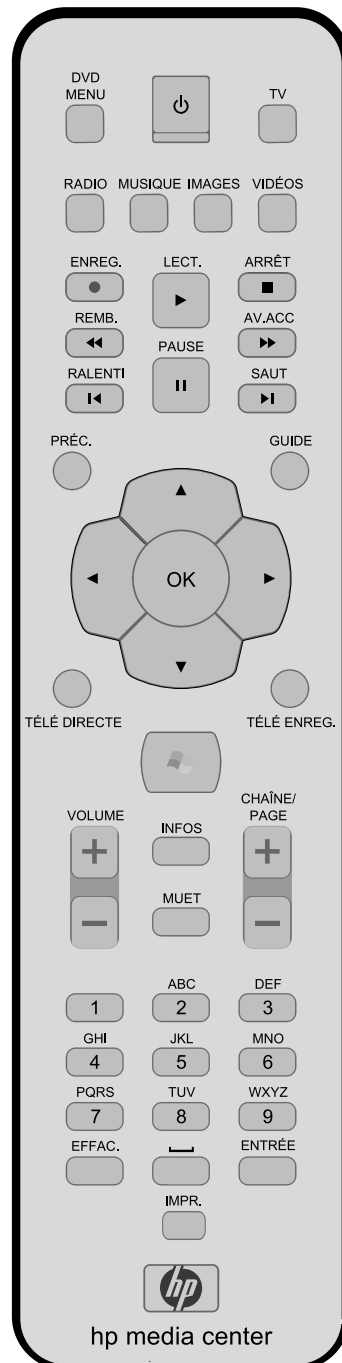 DVD
MENU
TV
RADIO MUSIQUE IMAGES VIDÉOS
ENREG. LECT. ARRÊT
REMB. AV.ACC
PAUSE
RALENTI SAUT
PRÉC. GUIDE
OK
TÉLÉ DIRECTE TÉLÉ ENREG.
VOLUME CHAÎNE/
PAGE
INFOS
+ +
MUET
− −
ABC DEF
1 2 3
GHI JKL MNO
4 5 6
PQRS TUV WXYZ
7 8 9
EFFAC. ENTRÉE
IMPR.
hp
hp media center